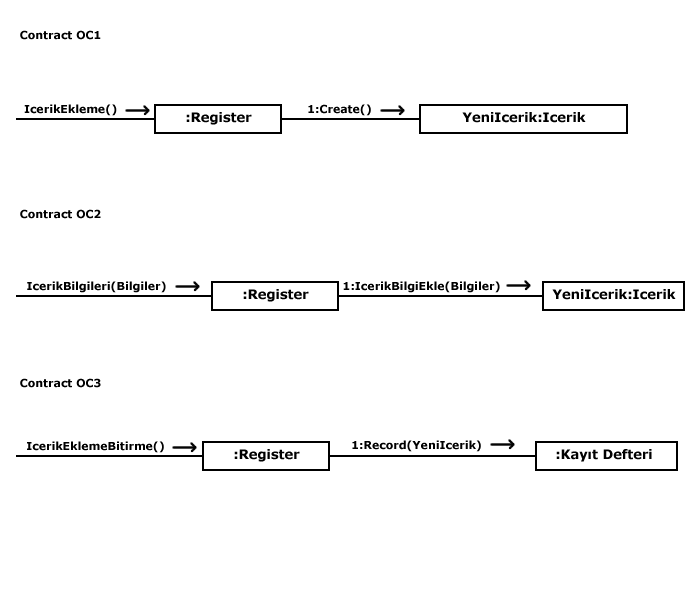 Contract OC1
IcerikEkleme()
1:Create()
:Register
YeniIcerik:Icerik
Contract OC2
IcerikBilgileri(Bilgiler)
1:IcerikBilgiEkle(Bilgiler)
:Register
YeniIcerik:Icerik
Contract OC3
IcerikEklemeBitirme()
1:Record(YeniIcerik)
:Register
:Kayıt Defteri